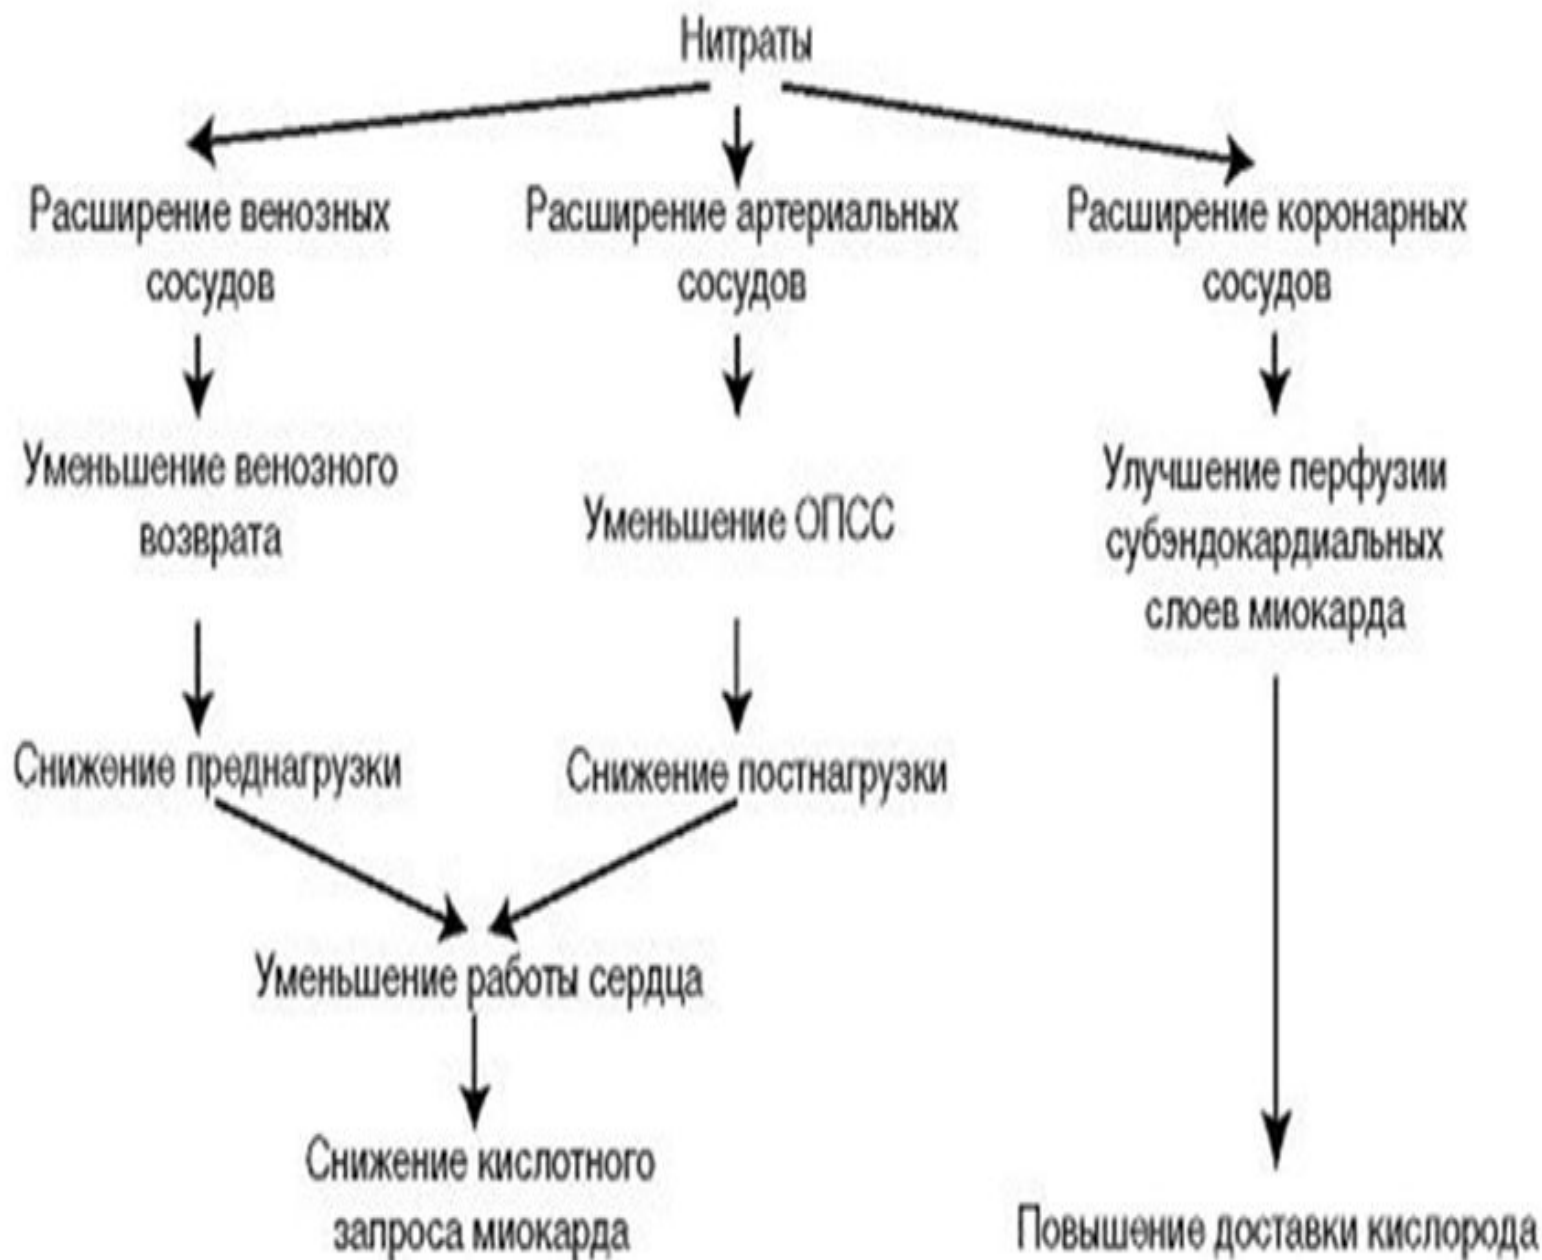 Нитраты
Расширение венозных
сосудов
Расширение артериальных
сосудов
Расширение коронарных
сосудов
Уменьшение венозного
возврата
Уменьшение ОПСС
Улучшение перфузии
субэндокардиальных
слоев миокарда
Снижение преднагрузки
Снижение постнагрузки
Уменьшение работы сердца
Снижение кислотного
запроса миокарда
Повышение доставки кислорода